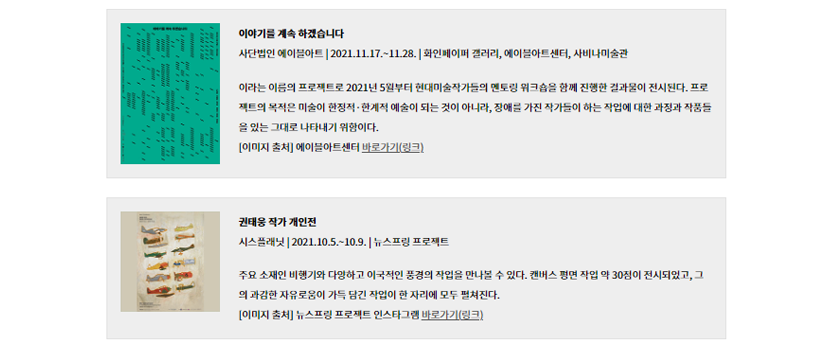 이야기를 계속 하겠습니다
사단법인 에이블아트 | 2021.11.17.~11.28. | 화인페이퍼 갤러리, 에이블아트센터, 사비나미술관
이라는 이름의 프로젝트로 2021년 5월부터 현대미술작가들의 멘토링 워크숍을 함께 진행한 결과물이 전시된다. 프로
젝트의 목적은 미술이 한정적·한계적 예술이 되는 것이 아니라, 장애를 가진 작가들이 하는 작업에 대한 과정과 작품들
을 있는 그대로 나타내기 위함이다.
[이미지 출처] 에이블아트센터 바로가기(링크)
권태웅 작가 개인전
시스플래닛 | 2021.10.5.~10.9. | 뉴스프링 프로젝트
주요 소재인 비행기와 다양하고 이국적인 풍경의 작업을 만나볼 수 있다. 캔버스 평면 작업 약 30점이 전시되었고, 그
의 과감한 자유로움이 가득 담긴 작업이 한 자리에 모두 펼쳐진다.
[이미지 출처] 뉴스프링 프로젝트 인스타그램 바로가기(링크)